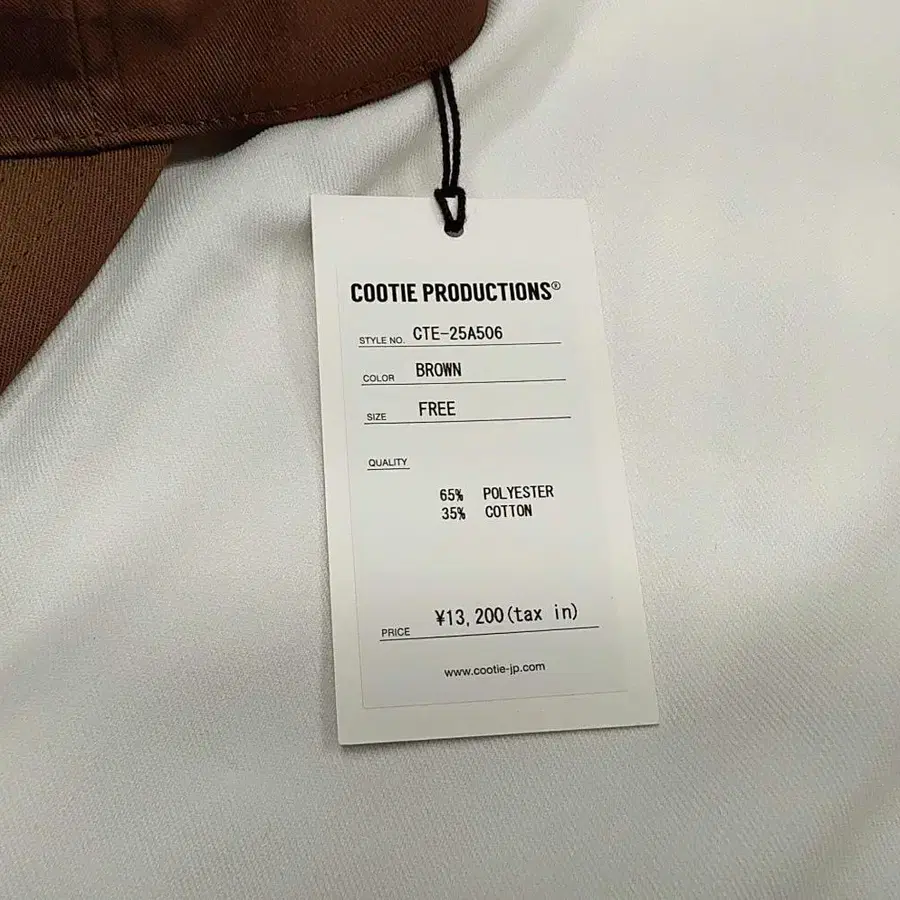 COOTIE PRODUCTIONS®
STYLE NO. CTE-25A506
COLOR BROWN
SIZE FREE
QUALITY
65% POLYESTER
35% COTTON
PRICE ¥13,200(tax in)
www.cootie-jp.com